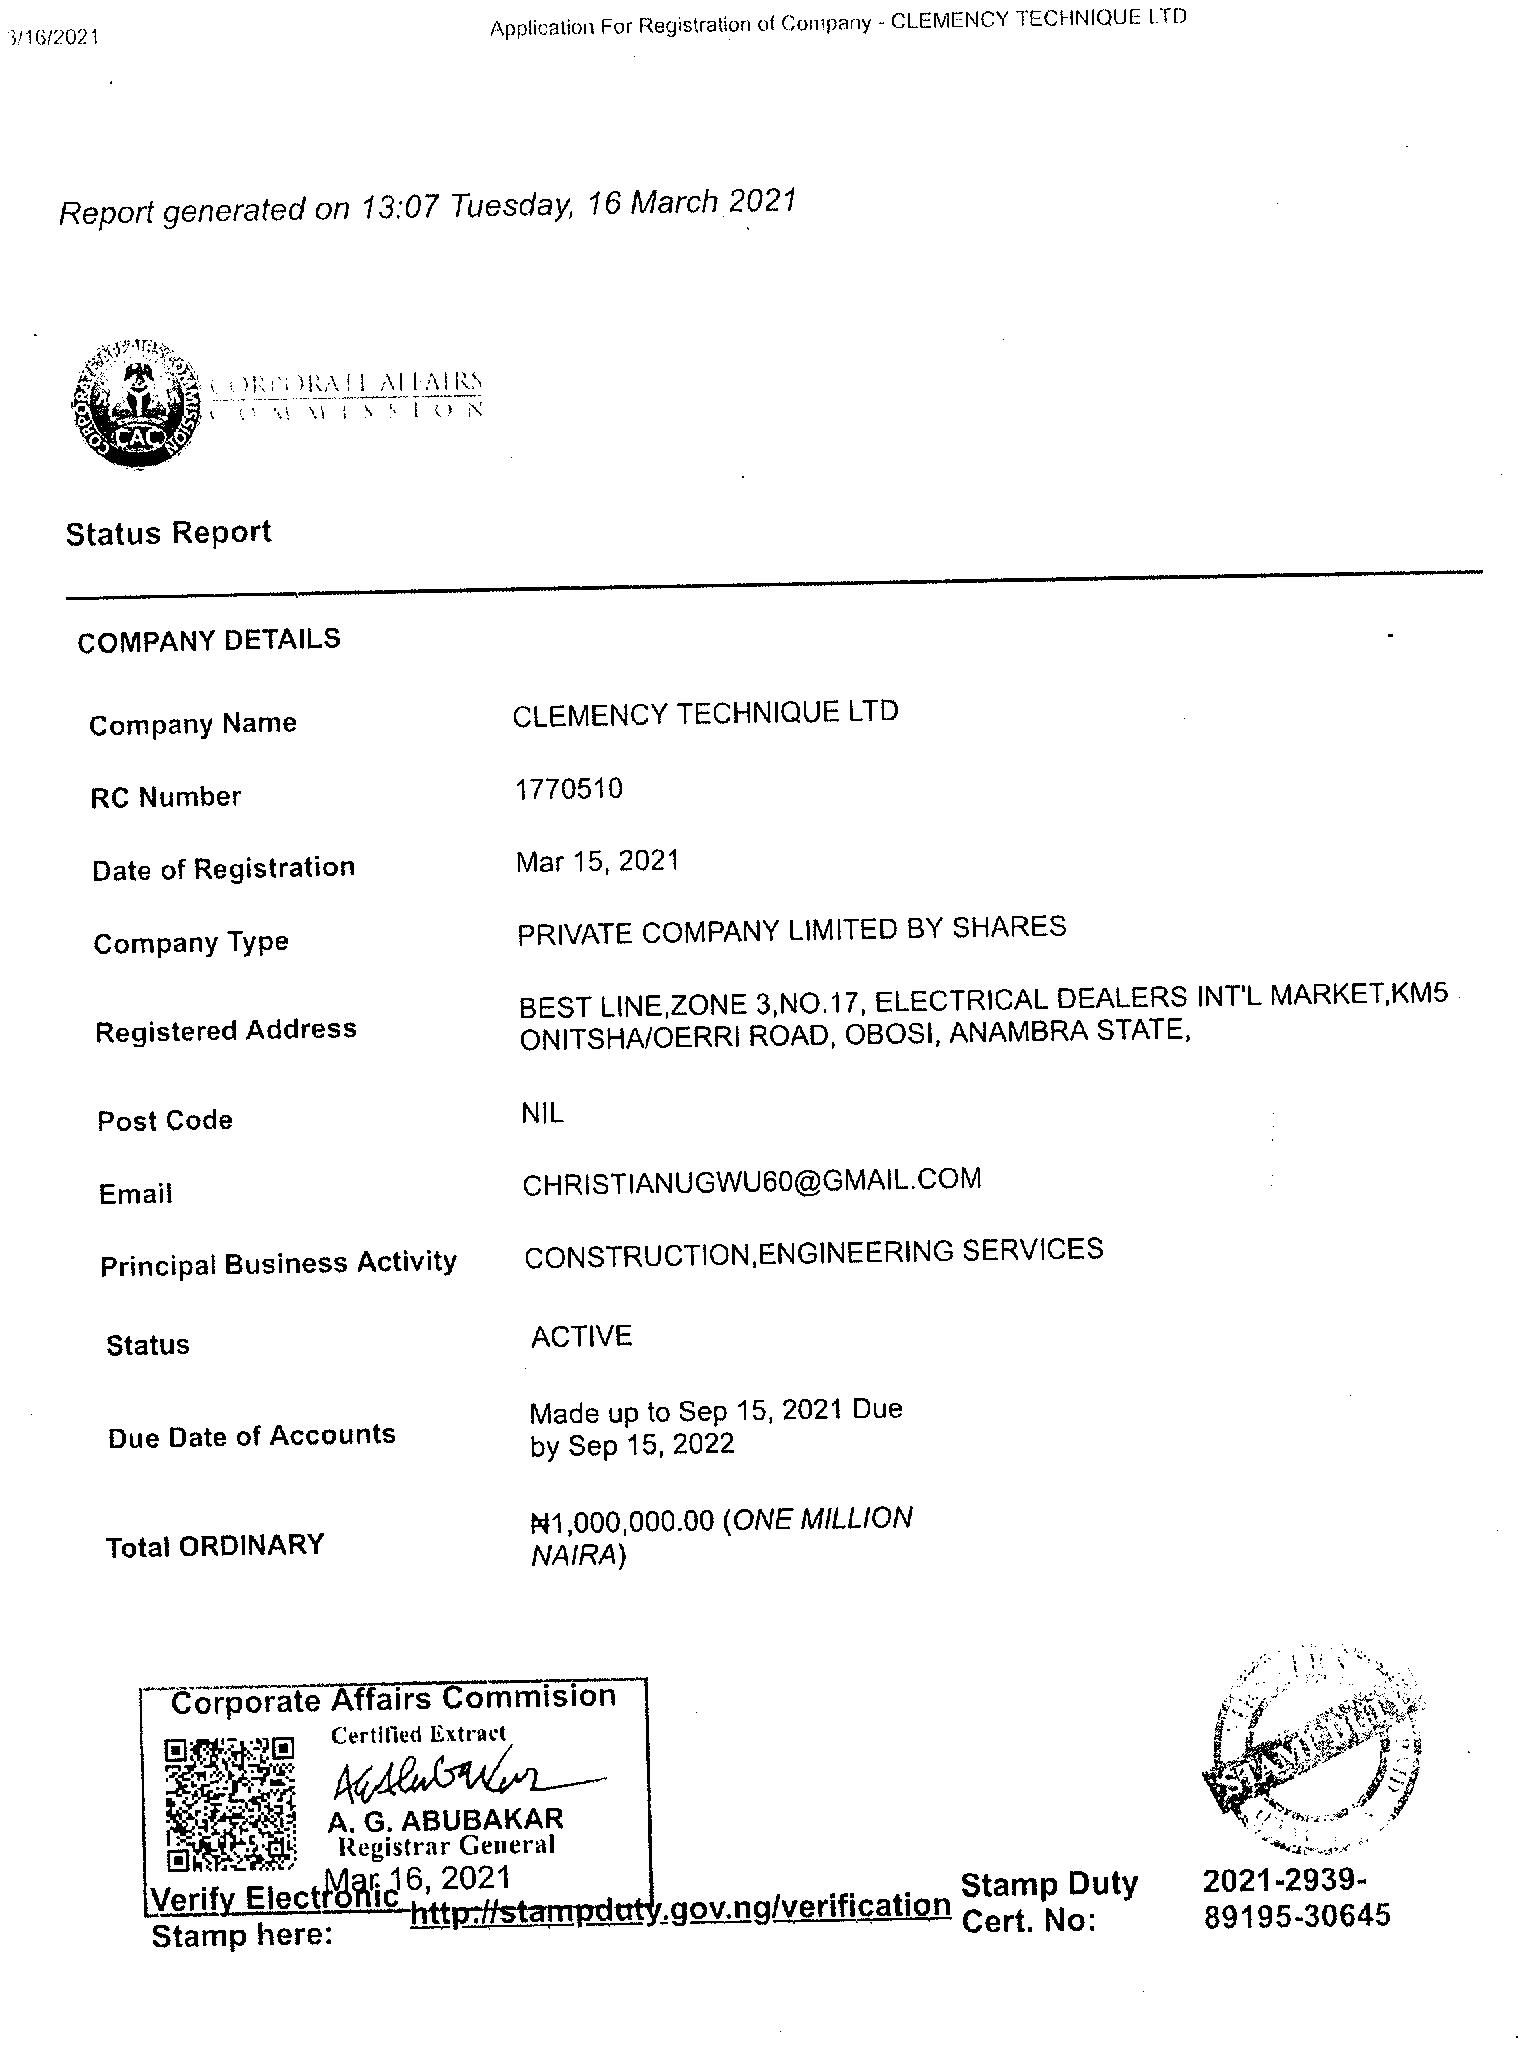 3/16/2021
Application For Registration of Company - CLEMENCY TECHNIQUE LTD
Report generated on 13:07 Tuesday, 16 March 2021
CORPORATE AFFAIRS COMMISSION
CAC
CORPORATE AFFAIRS
COMMISSION
Status Report
COMPANY DETAILS
Company Name CLEMENCY TECHNIQUE LTD
RC Number 1770510
Date of Registration Mar 15, 2021
Company Type PRIVATE COMPANY LIMITED BY SHARES
Registered Address BEST LINE,ZONE 3,NO.17, ELECTRICAL DEALERS INT'L MARKET,KM5
ONITSHA/OERRI ROAD, OBOSI, ANAMBRA STATE,
Post Code NIL
Email CHRISTIANUGWU60@GMAIL.COM
Principal Business Activity CONSTRUCTION,ENGINEERING SERVICES
Status ACTIVE
Due Date of Accounts Made up to Sep 15, 2021 Due
by Sep 15, 2022
Total ORDINARY ₦1,000,000.00 (ONE MILLION
NAIRA)
Corporate Affairs Commision
Certified Extract
A. G. ABUBAKAR
Registrar General
Mar 16, 2021
Verify Electronic
Stamp here:
http://stampduty.gov.ng/verification
Stamp Duty
Cert. No:
2021-2939-
89195-30645
STAMP DUTY